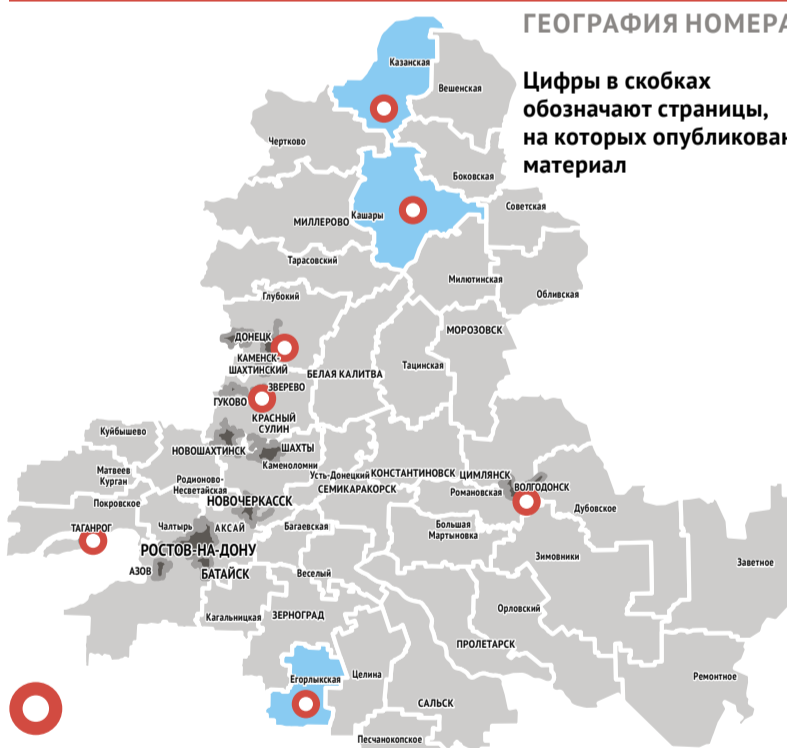 ГЕОГРАФИЯ НОМЕРА
Цифры в скобках
обозначают страницы,
на которых опубликован
материал
Казанская
Вешенская
Чертково
Боковская
Кашары
Советская
МИЛЛЕРОВО
Тарасовский
Милютинская
Обливская
Глубокий
ДОНЕЦК
МОРОЗОВСК
КАМЕНСК-
ШАХТИНСКИЙ
БЕЛАЯ КАЛИТВА
Тацинская
ЗВЕРЕВО
ГУКОВО
КРАСНЫЙ
СУЛИН
Куйбышево
НОВОШАХТИНСК
ШАХТЫ
Каменоломни
Матвеев
Курган
Родионово-
Несветайская
Усть-Донецкий
КОНСТАНТИНОВСК
ЦИМЛЯНСК
СЕМИКАРАКОРСК
Романовская
ВОЛГОДОНСК
Покровское
НОВОЧЕРКАССК
Дубовское
ТАГАНРОГ
Чалтырь
АКСАЙ
Багаевская
Большая
Мартыновка
РОСТОВ-НА-ДОНУ
Зимовники
Заветное
АЗОВ
БАТАЙСК
Веселый
Кагальницкая
ЗЕРНОГРАД
Орловский
ПРОЛЕТАРСК
Егорлыкская
Целина
Ремонтное
САЛЬСК
Песчанокопское